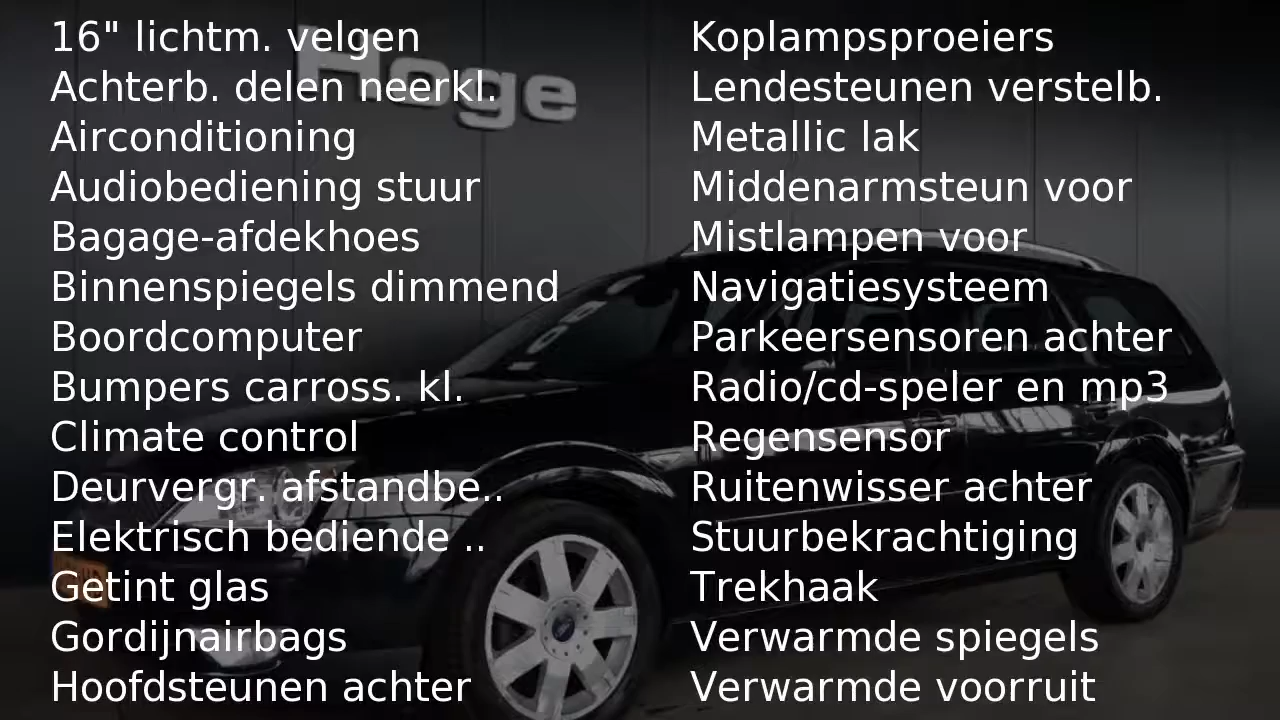 Hoge
16" lichtm. velgen
Achterb. delen neerkl.
Airconditioning
Audiobediening stuur
Bagage-afdekhoes
Binnenspiegels dimmend
Boordcomputer
Bumpers carross. kl.
Climate control
Deurvergr. afstandbe..
Elektrisch bediende ..
Getint glas
Gordijnairbags
Hoofdsteunen achter
Koplampsproeiers
Lendesteunen verstelb.
Metallic lak
Middenarmsteun voor
Mistlampen voor
Navigatiesysteem
Parkeersensoren achter
Radio/cd-speler en mp3
Regensensor
Ruitenwisser achter
Stuurbekrachtiging
Trekhaak
Verwarmde spiegels
Verwarmde voorruit